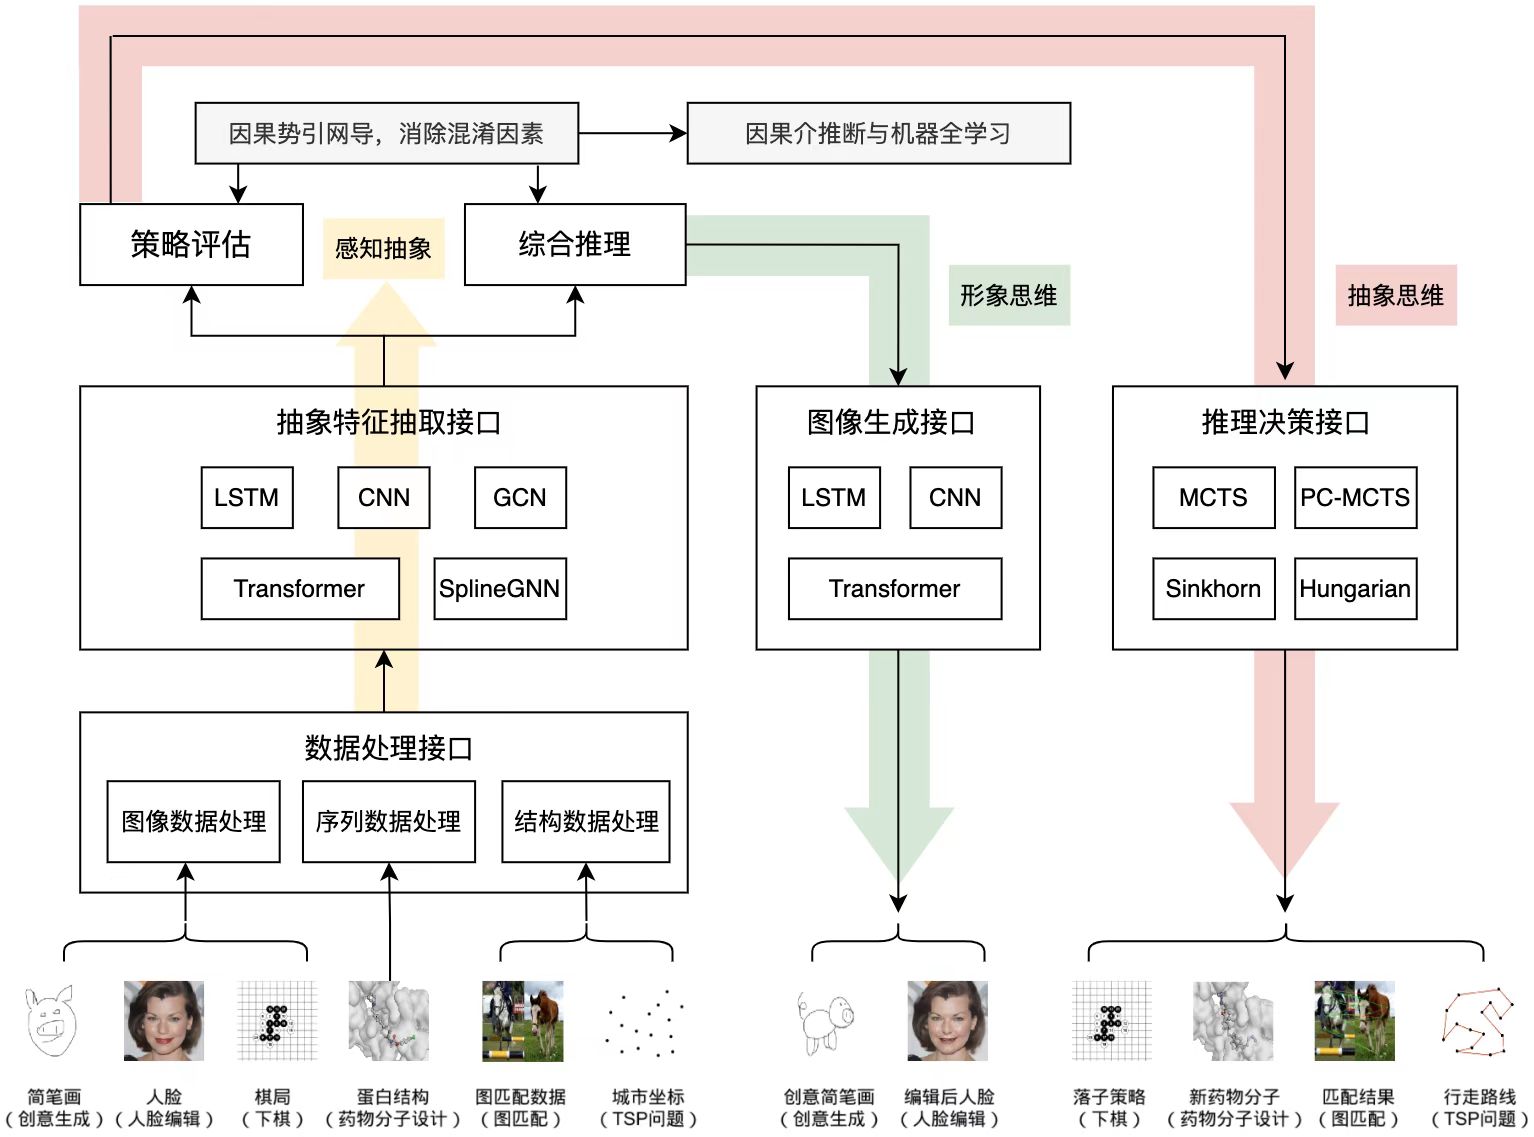 因果势引网导，消除混淆因素
因果介推断与机器全学习
策略评估
感知抽象
综合推理
形象思维
抽象思维
抽象特征抽取接口
LSTM
CNN
GCN
Transformer
SplineGNN
图像生成接口
LSTM
CNN
Transformer
推理决策接口
MCTS
PC-MCTS
Sinkhorn
Hungarian
数据处理接口
图像数据处理
序列数据处理
结构数据处理
简笔画
（创意生成）
人脸
（人脸编辑）
棋局
（下棋）
蛋白结构
（药物分子设计）
图匹配数据
（图匹配）
城市坐标
（TSP问题）
创意简笔画
（创意生成）
编辑后人脸
（人脸编辑）
落子策略
（下棋）
新药物分子
（药物分子设计）
匹配结果
（图匹配）
行走路线
（TSP问题）